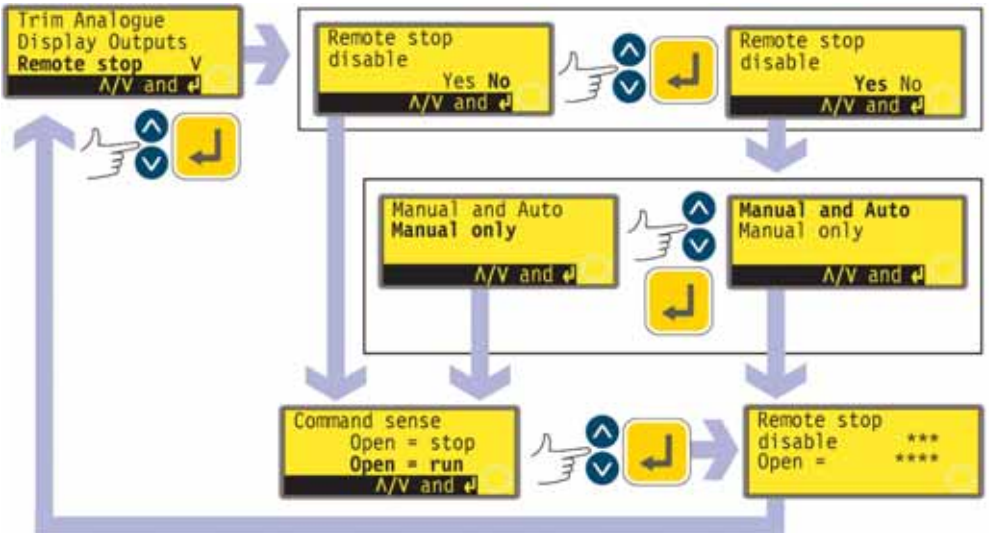 Trim Analogue
Display Outputs
Remote stop V
Λ/V and ↲
Remote stop
disable
Yes No
Λ/V and ↲
Remote stop
disable
Yes No
Λ/V and ↲
Manual and Auto
Manual only
Λ/V and ↲
Manual and Auto
Manual only
Λ/V and ↲
Command sense
Open = stop
Open = run
Λ/V and ↲
Remote stop
disable ***
Open = ****